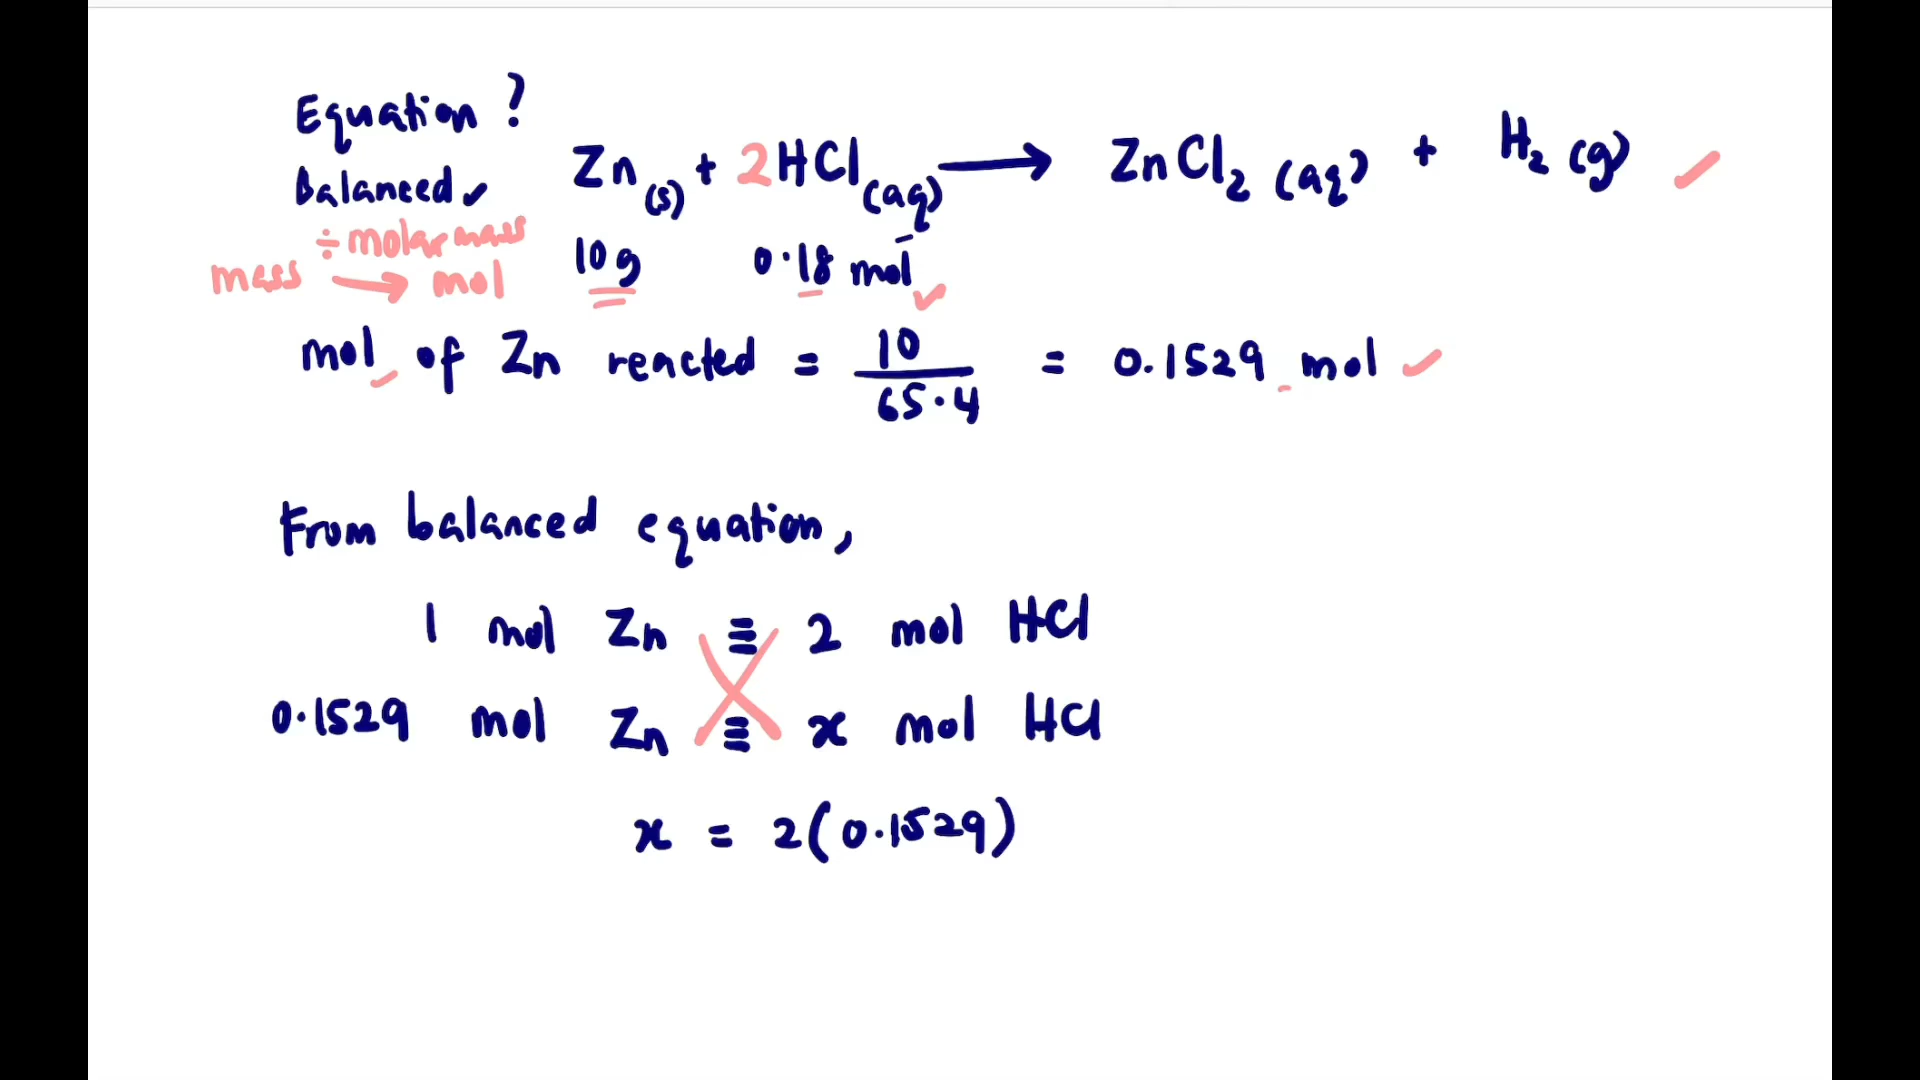 Equation ?
Zn(s) + 2HCl(aq) ⟶ ZnCl₂ (aq) + H₂ (g) ✓
Balanced ✓
÷ molar mass
mass ⟶ mol
10g 0.18 mol ✓
mol ✓ of Zn reacted = 10/65.4 = 0.1529 mol ✓
From balanced equation,
1 mol Zn ≡ 2 mol HCl
0.1529 mol Zn ≡ x mol HCl
x = 2(0.1529)